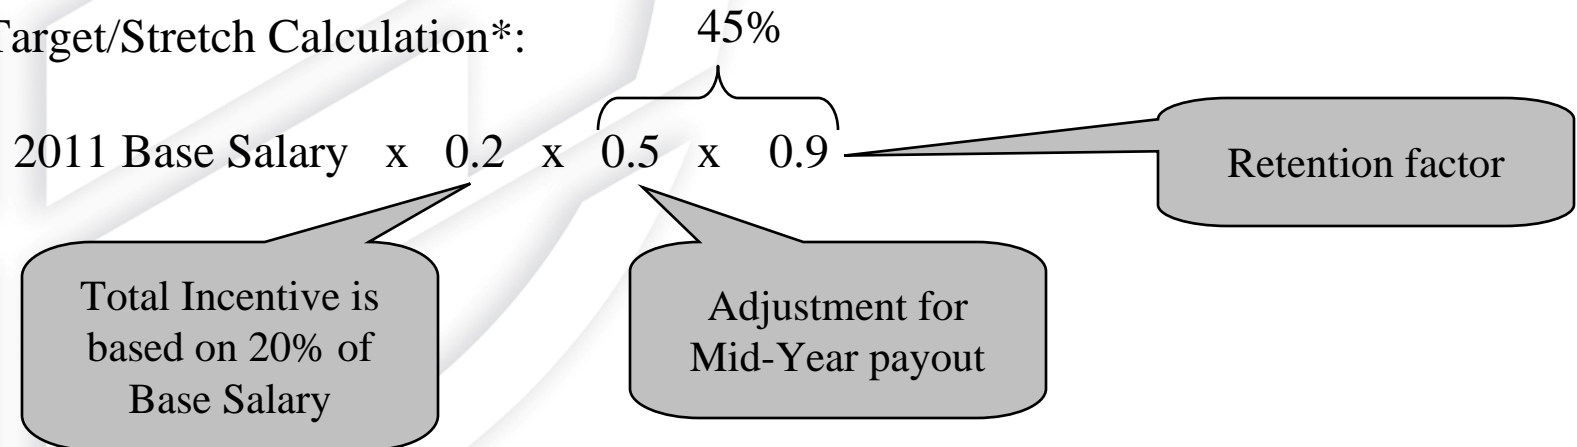 Target/Stretch Calculation*:
45%
2011 Base Salary x 0.2 x 0.5 x 0.9
Retention factor
Total Incentive is
based on 20% of
Base Salary
Adjustment for
Mid-Year payout